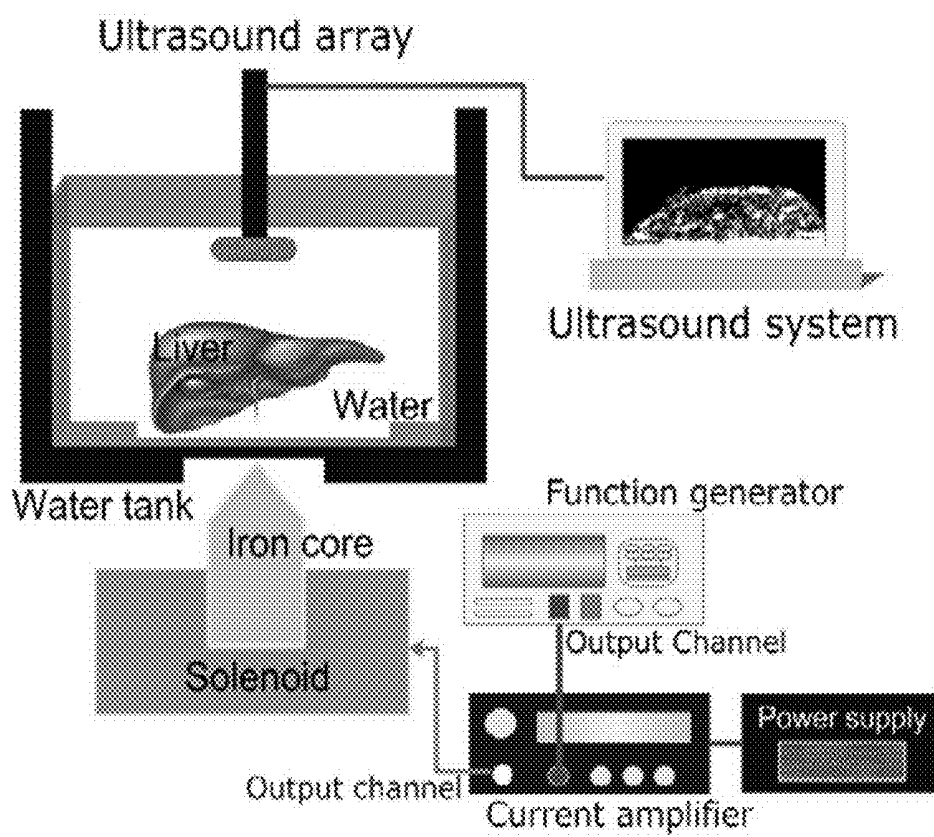 Ultrasound array
Ultrasound system
Liver
Water
Water tank
Iron core
Solenoid
Function generator
Output Channel
Power supply
Output channel
Current amplifier